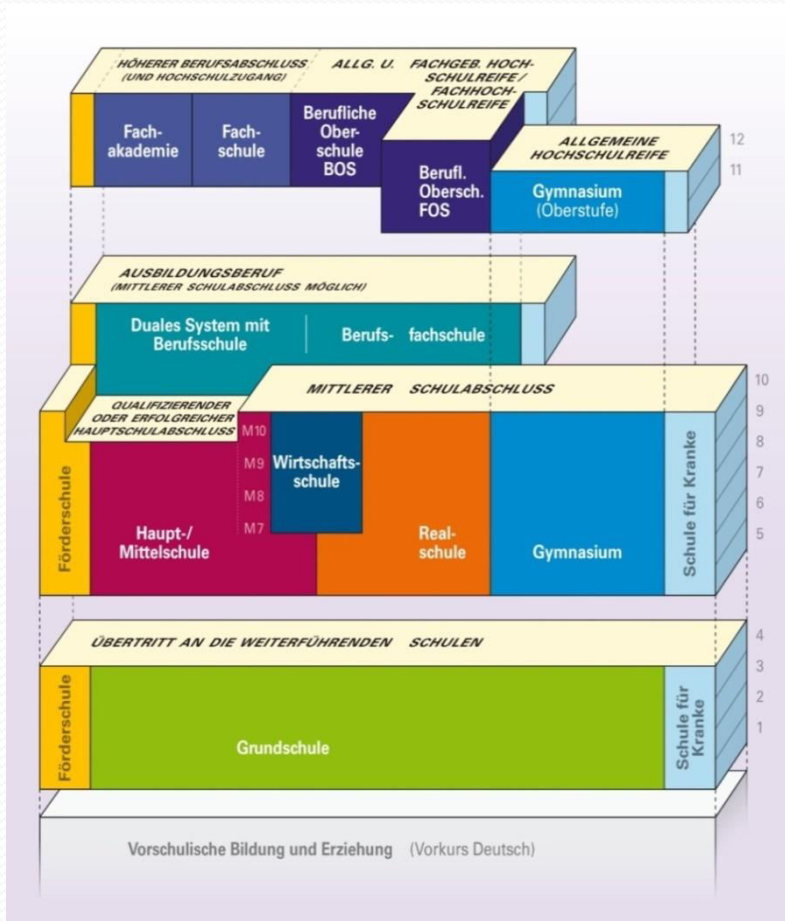 HÖHERER BERUFSABSCHLUSS
(UND HOCHSCHULZUGANG)
ALLG. U. FACHGEB. HOCH-
SCHULREIFE /
FACHHOCH-
SCHULREIFE
Fach-
akademie
Fach-
schule
Berufliche
Ober-
schule
BOS
Berufl.
Obersch.
FOS
ALLGEMEINE
HOCHSCHULREIFE
Gymnasium
(Oberstufe)
12
11
AUSBILDUNGSBERUF
(MITTLERER SCHULABSCHLUSS MÖGLICH)
Duales System mit
Berufsschule
Berufs- fachschule
QUALIFIZIERENDER
ODER ERFOLGREICHER
HAUPTSCHULABSCHLUSS
MITTLERER SCHULABSCHLUSS
Förderschule
Haupt-/
Mittelschule
M10
M9
M8
M7
Wirtschafts-
schule
Real-
schule
Gymnasium
Schule für Kranke
10
9
8
7
6
5
ÜBERTRITT AN DIE WEITERFÜHRENDEN SCHULEN
Förderschule
Grundschule
Schule für
Kranke
4
3
2
1
Vorschulische Bildung und Erziehung (Vorkurs Deutsch)